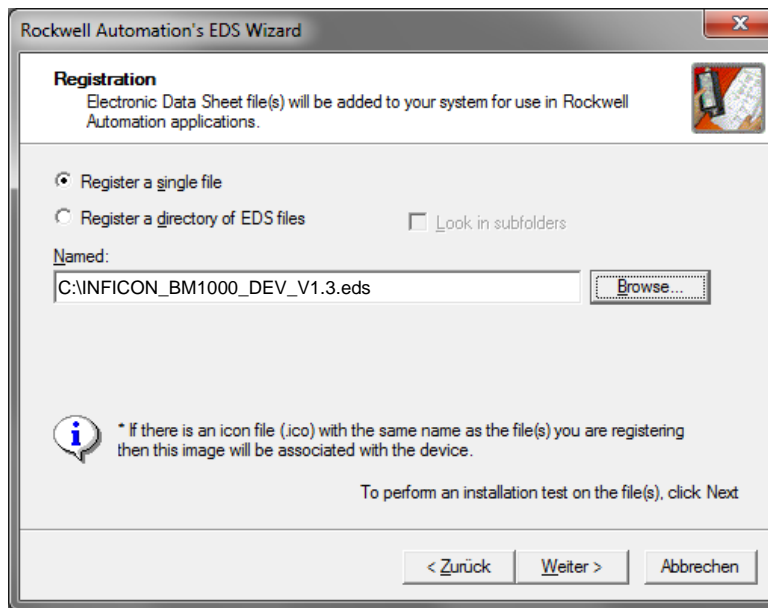 Rockwell Automation's EDS Wizard
Registration
Electronic Data Sheet file(s) will be added to your system for use in Rockwell
Automation applications.
Register a single file
Register a directory of EDS files
Look in subfolders
Named:
C:\INFICON_BM1000_DEV_V1.3.eds
Browse...
* If there is an icon file (.ico) with the same name as the file(s) you are registering
then this image will be associated with the device.
To perform an installation test on the file(s), click Next
< Zurück
Weiter >
Abbrechen